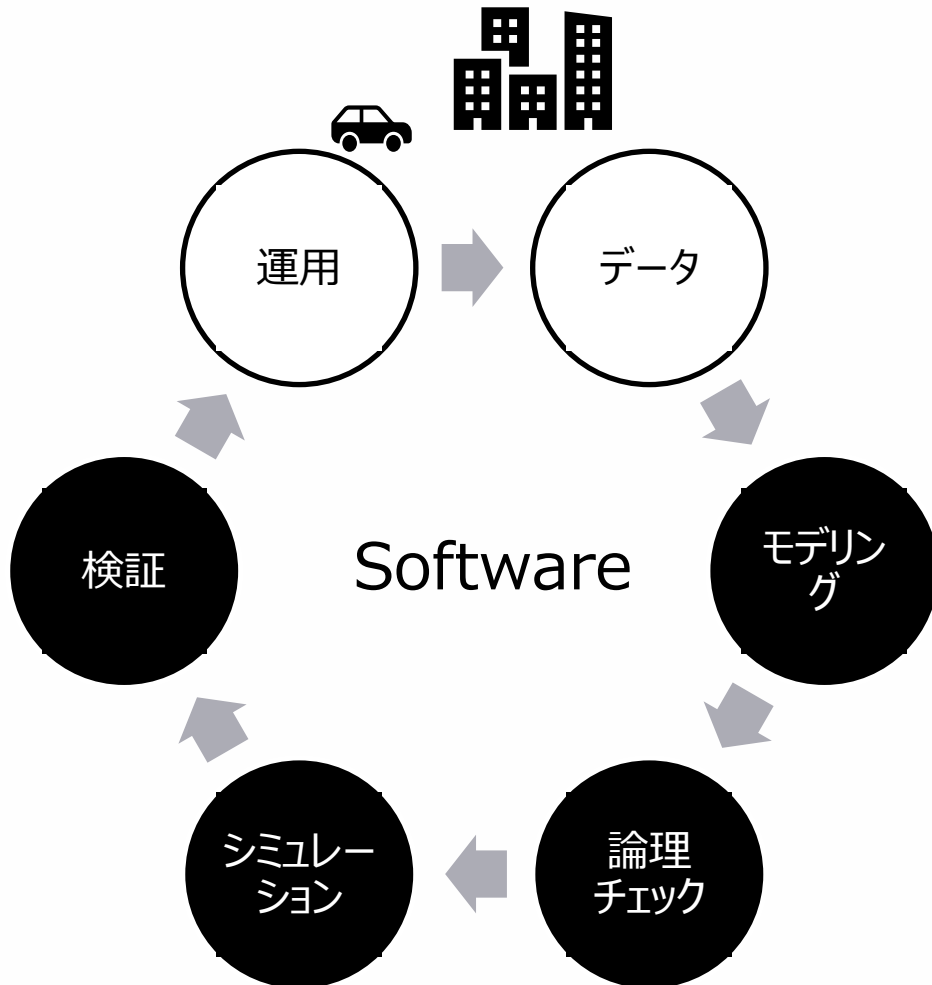 運用
データ
検証
Software
モデリン
グ
シミュレー
ション
論理
チェック